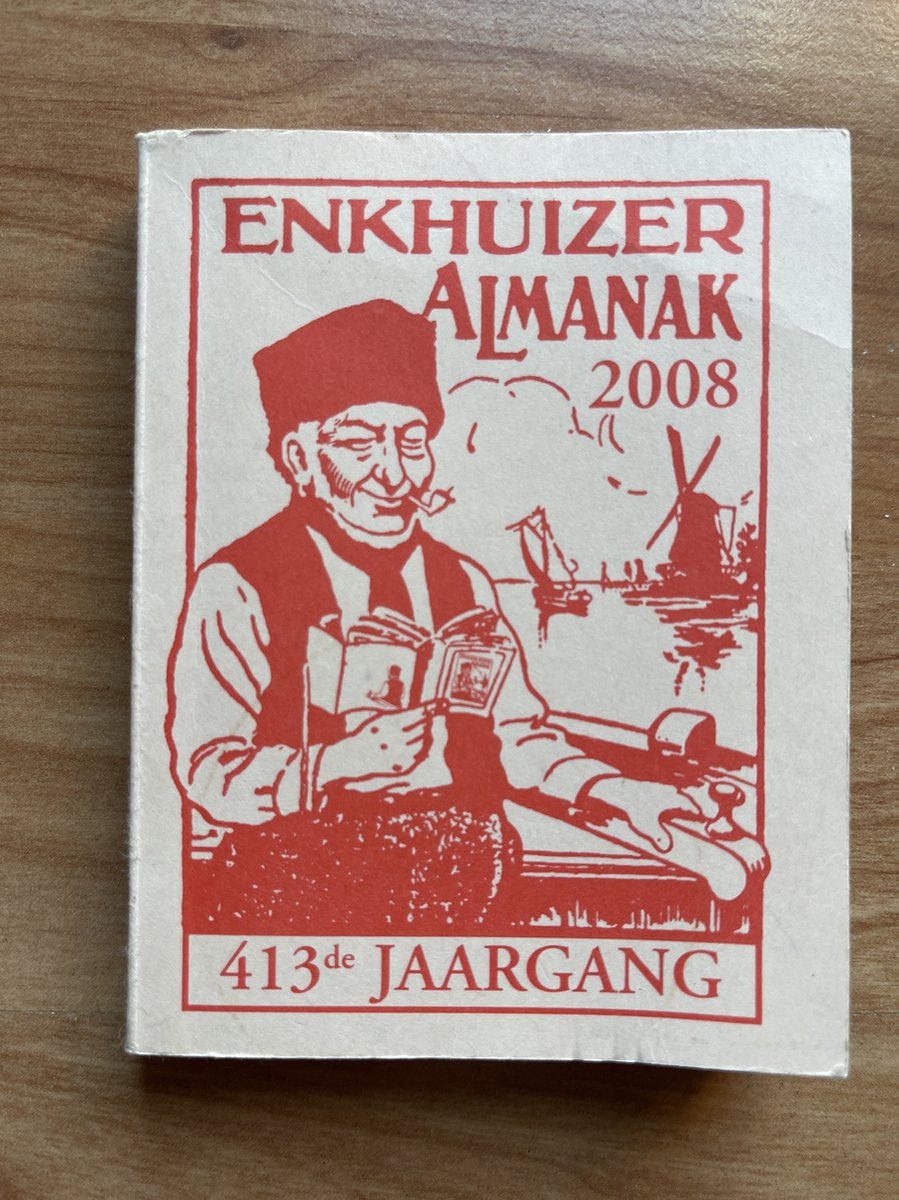 ENKHUIZER
ALMANAK
2008
413de JAARGANG